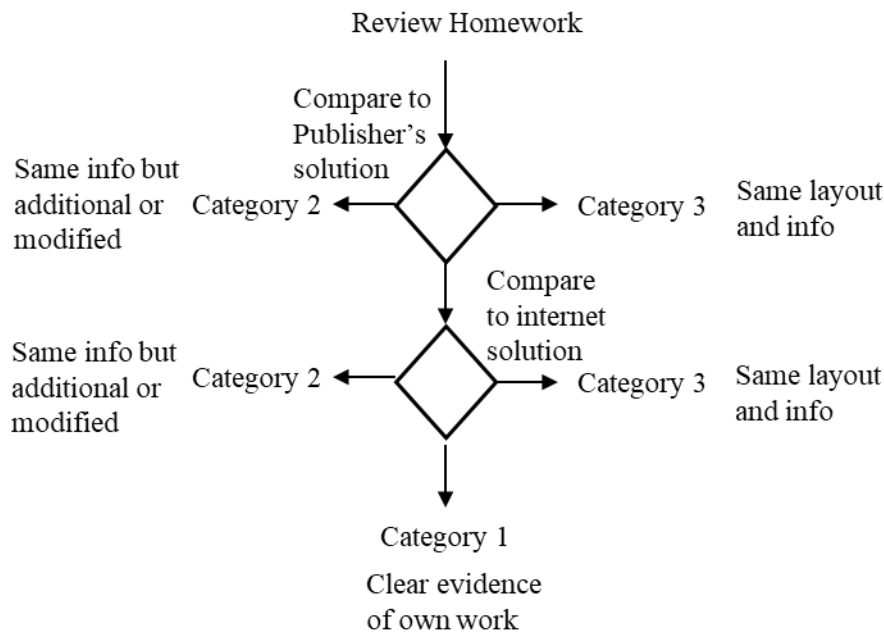 Review Homework
Compare to
Publisher’s
solution
Same info but
additional or
modified
Category 2
Category 3
Same layout
and info
Compare
to internet
solution
Same info but
additional or
modified
Category 2
Category 3
Same layout
and info
Category 1
Clear evidence
of own work